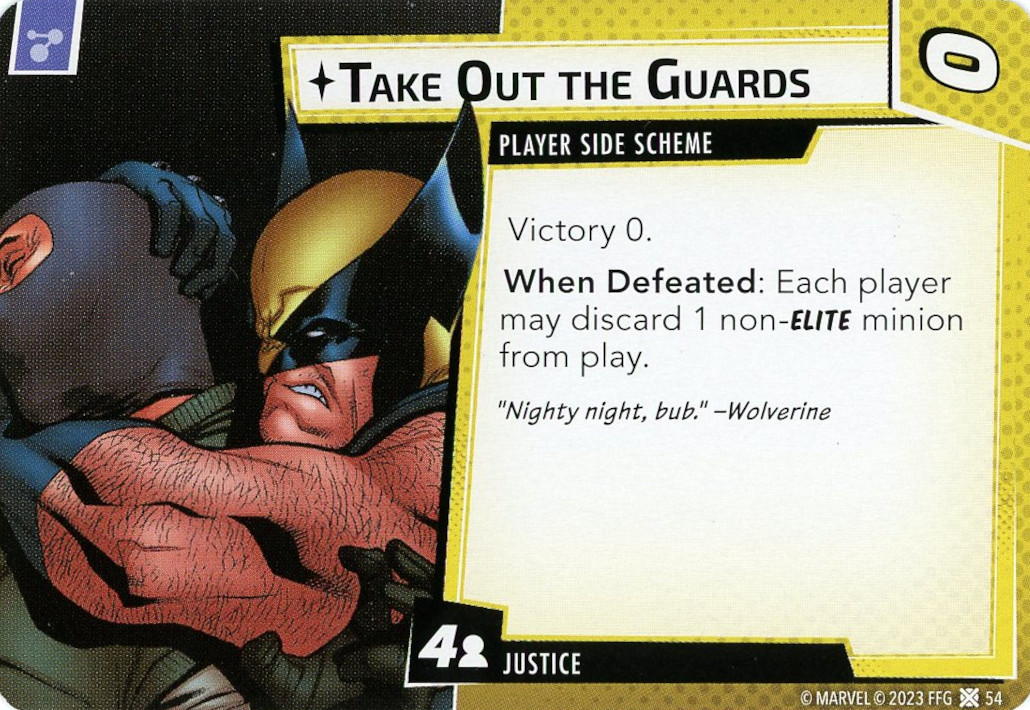 TAKE OUT THE GUARDS
0
PLAYER SIDE SCHEME
Victory 0.
When Defeated: Each player
may discard 1 non-ELITE minion
from play.
"Nighty night, bub." –Wolverine
4
JUSTICE
© MARVEL © 2023 FFG 54